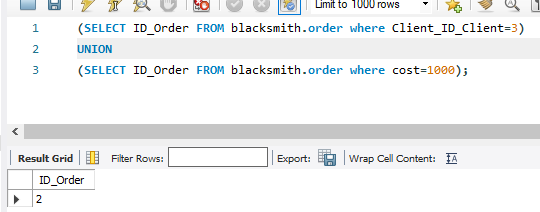 Limit to 1000 rows
1 (SELECT ID_Order FROM blacksmith.order where Client_ID_Client=3)
2 UNION
3 (SELECT ID_Order FROM blacksmith.order where cost=1000);
Result Grid Filter Rows: Export: Wrap Cell Content: IA
ID_Order
2